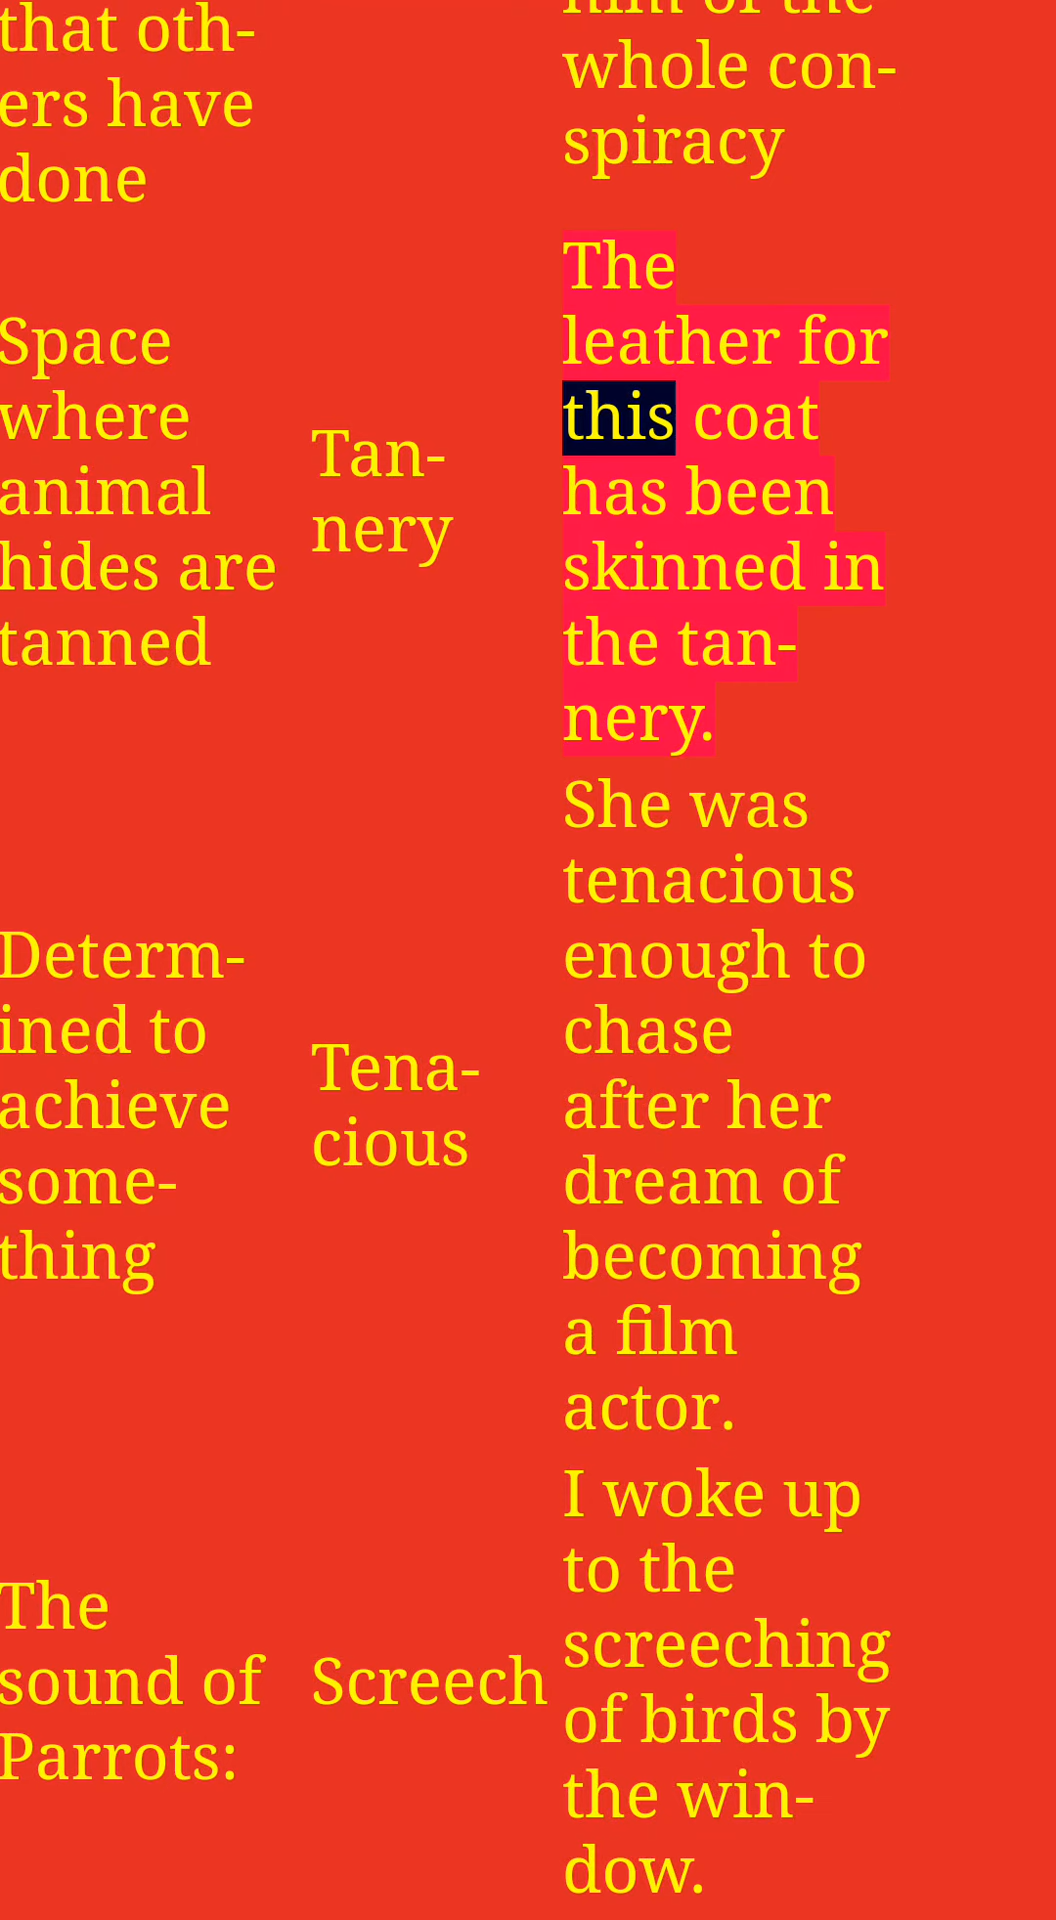 that oth-
ers have
done
him of the
whole con-
spiracy
Space
where
animal
hides are
tanned
Tan-
nery
The
leather for
this coat
has been
skinned in
the tan-
nery.
Determ-
ined to
achieve
some-
thing
Tena-
cious
She was
tenacious
enough to
chase
after her
dream of
becoming
a film
actor.
The
sound of
Parrots:
Screech
I woke up
to the
screeching
of birds by
the win-
dow.